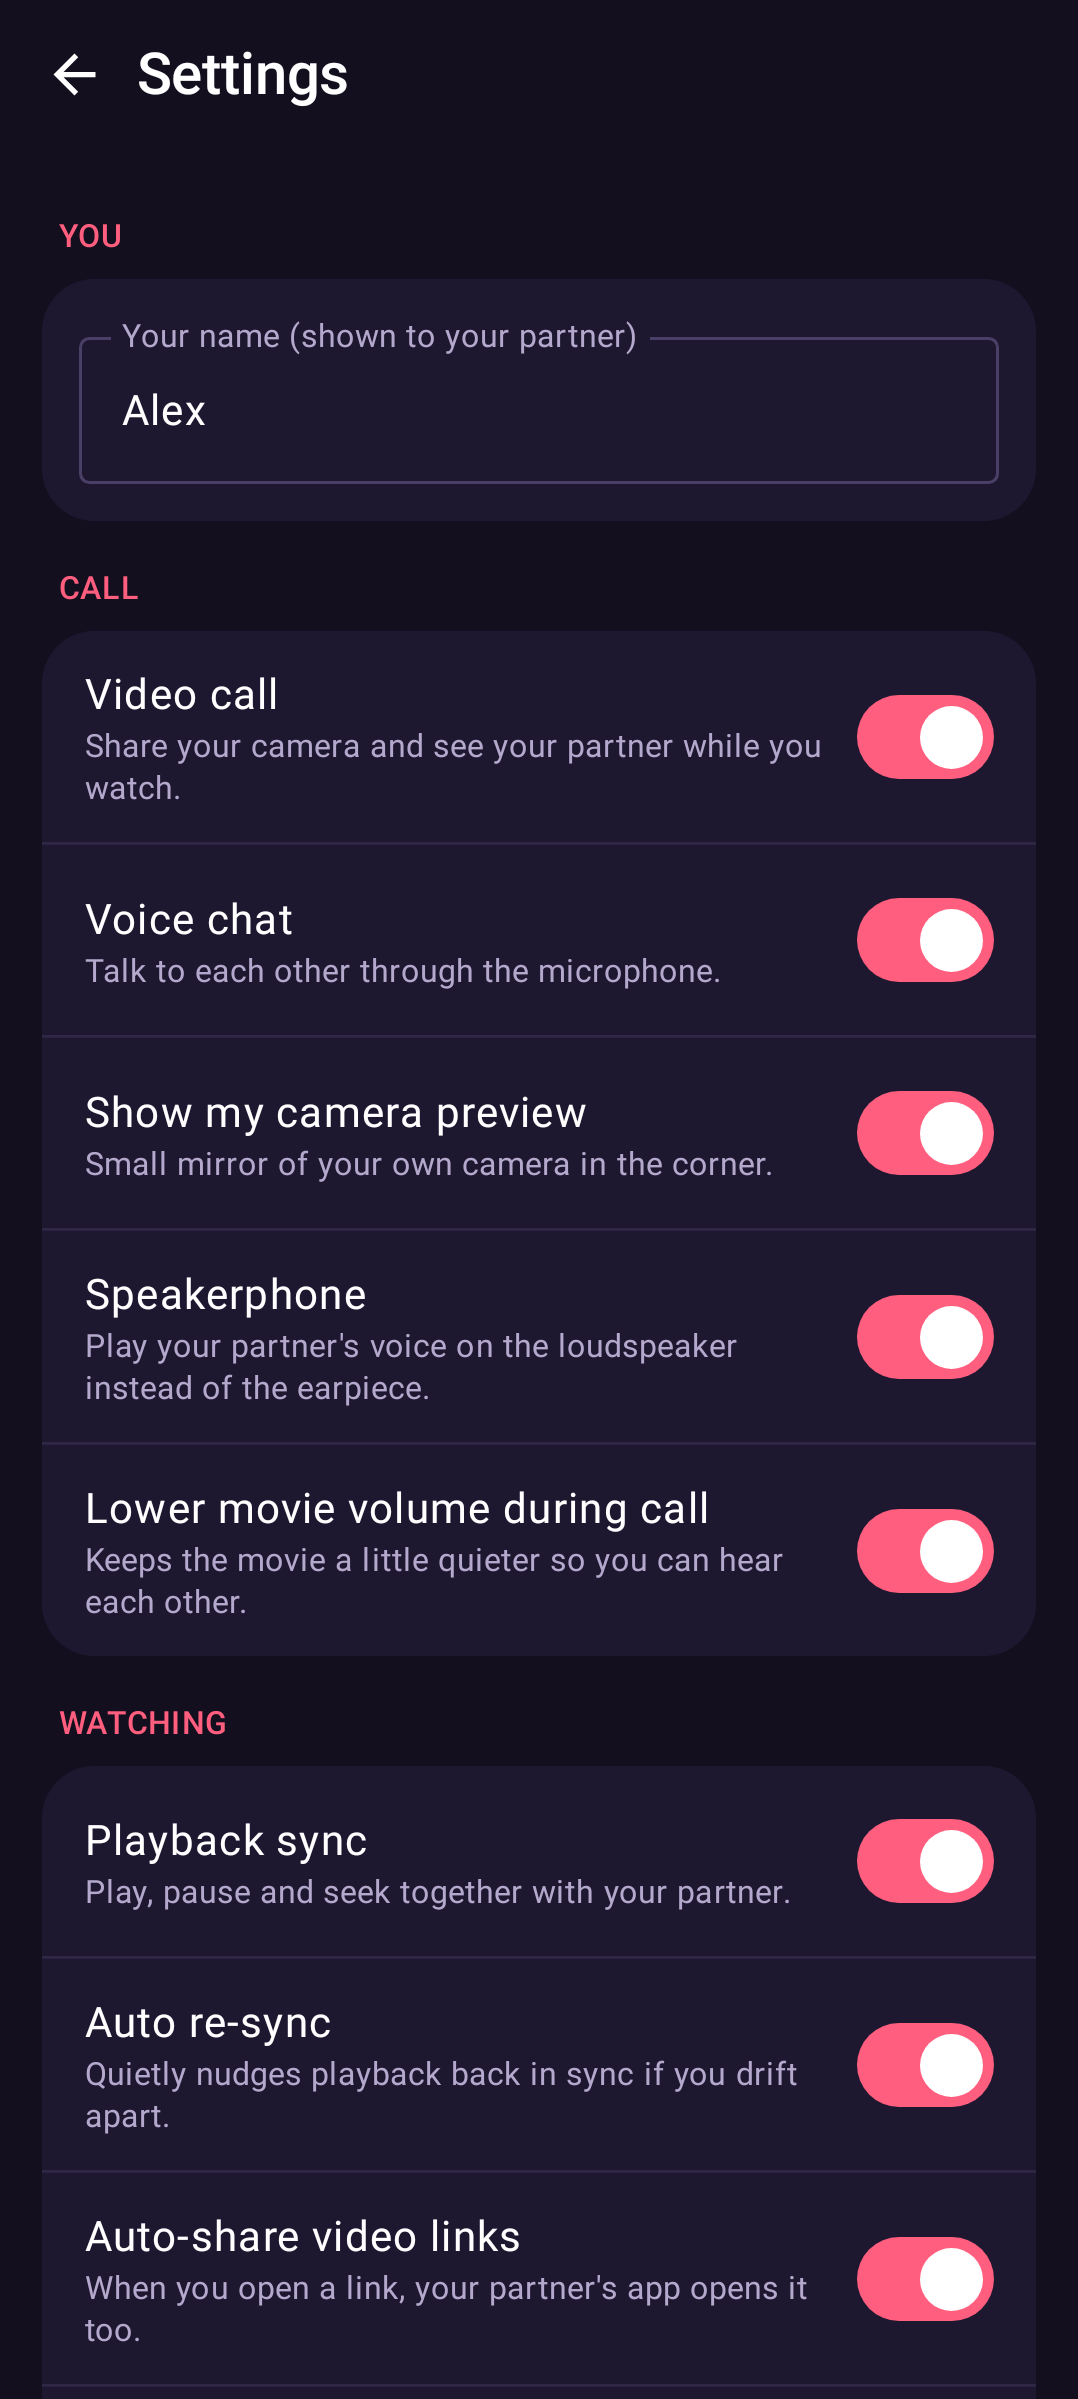 Settings
YOU
Your name (shown to your partner)
Alex
CALL
Video call
Share your camera and see your partner while you
watch.
Voice chat
Talk to each other through the microphone.
Show my camera preview
Small mirror of your own camera in the corner.
Speakerphone
Play your partner's voice on the loudspeaker
instead of the earpiece.
Lower movie volume during call
Keeps the movie a little quieter so you can hear
each other.
WATCHING
Playback sync
Play, pause and seek together with your partner.
Auto re-sync
Quietly nudges playback back in sync if you drift
apart.
Auto-share video links
When you open a link, your partner's app opens it
too.